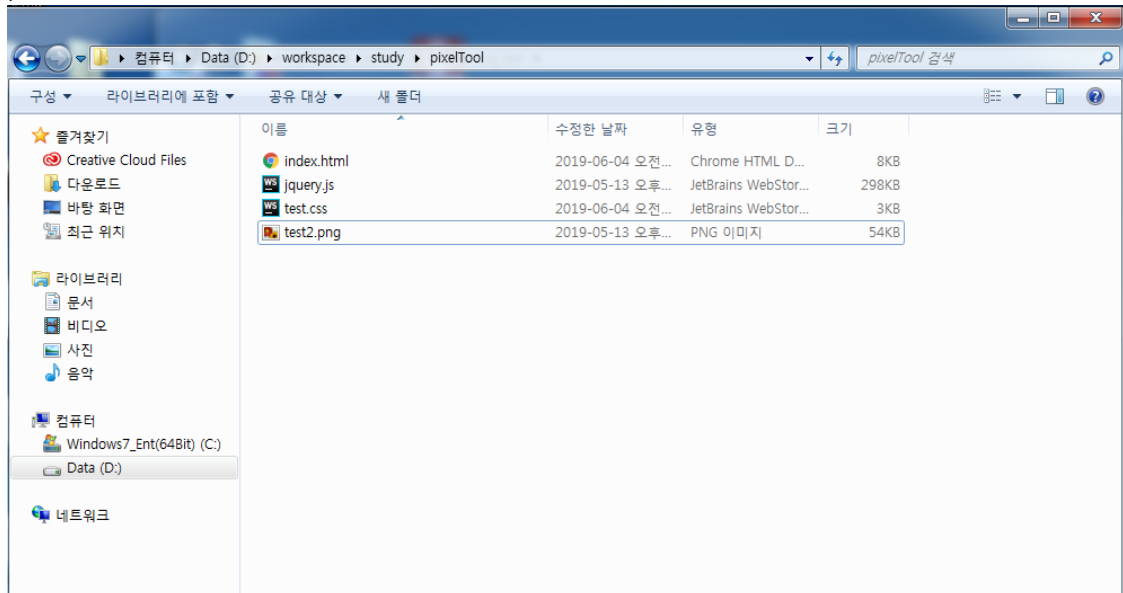 컴퓨터 Data (D:) workspace study pixelTool
pixelTool 검색
구성 라이브러리에 포함 공유 대상 새 폴더
즐겨찾기
Creative Cloud Files
다운로드
바탕 화면
최근 위치
라이브러리
문서
비디오
사진
음악
컴퓨터
Windows7_Ent(64Bit) (C:)
Data (D:)
네트워크
이름 수정한 날짜 유형 크기
index.html 2019-06-04 오전... Chrome HTML D... 8KB
jquery.js 2019-05-13 오후... JetBrains WebStor... 298KB
test.css 2019-06-04 오전... JetBrains WebStor... 3KB
test2.png 2019-05-13 오후... PNG 이미지 54KB